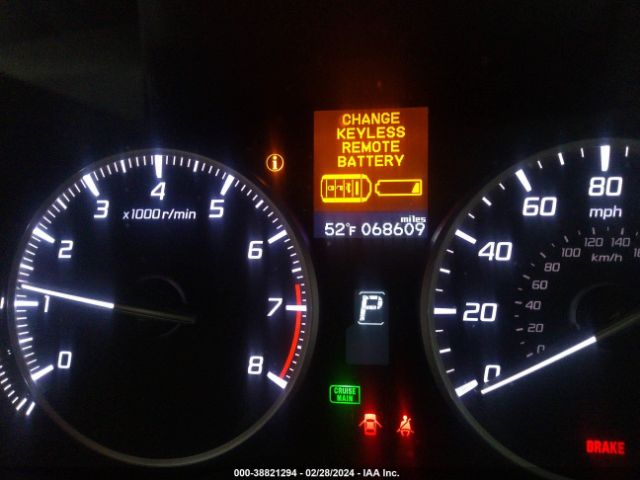 CHANGE
KEYLESS
REMOTE
BATTERY
miles
52°F 068609
0
1
2
3
4
5
6
7
8
x1000r/min
P
CRUISE
MAIN
0
20
40
60
80
mph
0
20
40
60
80
100
120
140
km/h
BRAKE
000-38821294 - 02/28/2024 - IAA Inc.